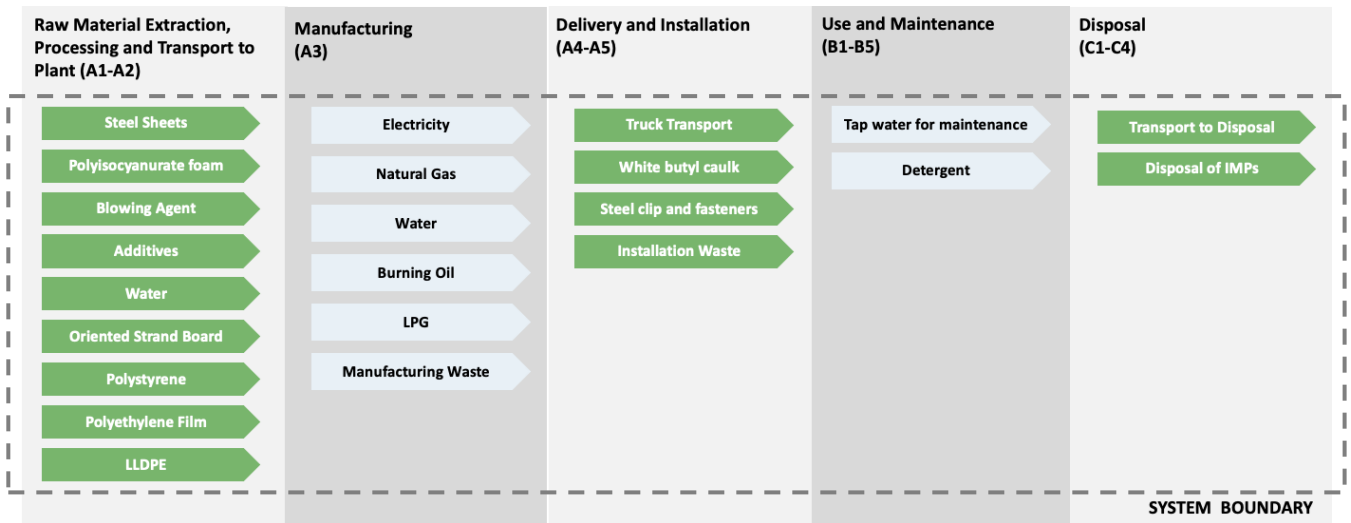 Raw Material Extraction,
Processing and Transport to
Plant (A1-A2)
Steel Sheets
Polyisocyanurate foam
Blowing Agent
Additives
Water
Oriented Strand Board
Polystyrene
Polyethylene Film
LLDPE
Manufacturing
(A3)
Electricity
Natural Gas
Water
Burning Oil
LPG
Manufacturing Waste
Delivery and Installation
(A4-A5)
Truck Transport
White butyl caulk
Steel clip and fasteners
Installation Waste
Use and Maintenance
(B1-B5)
Tap water for maintenance
Detergent
Disposal
(C1-C4)
Transport to Disposal
Disposal of IMPs
SYSTEM BOUNDARY